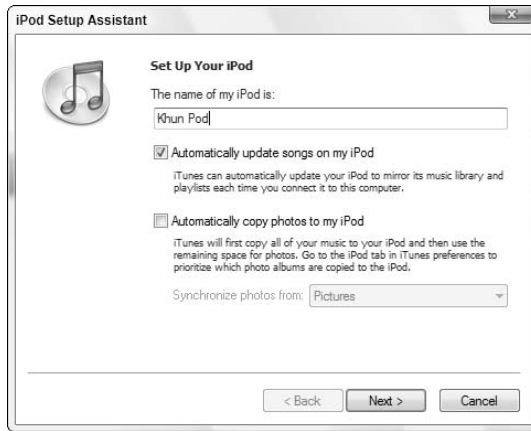 iPod Setup Assistant
Set Up Your iPod
The name of my iPod is:
Khun Pod
Automatically update songs on my iPod
iTunes can automatically update your iPod to mirror its music library and
playlists each time you connect it to this computer.
Automatically copy photos to my iPod
iTunes will first copy all of your music to your iPod and then use the
remaining space for photos. Go to the iPod tab in iTunes preferences to
prioritize which photo albums are copied to the iPod.
Synchronize photos from: Pictures
< Back Next > Cancel